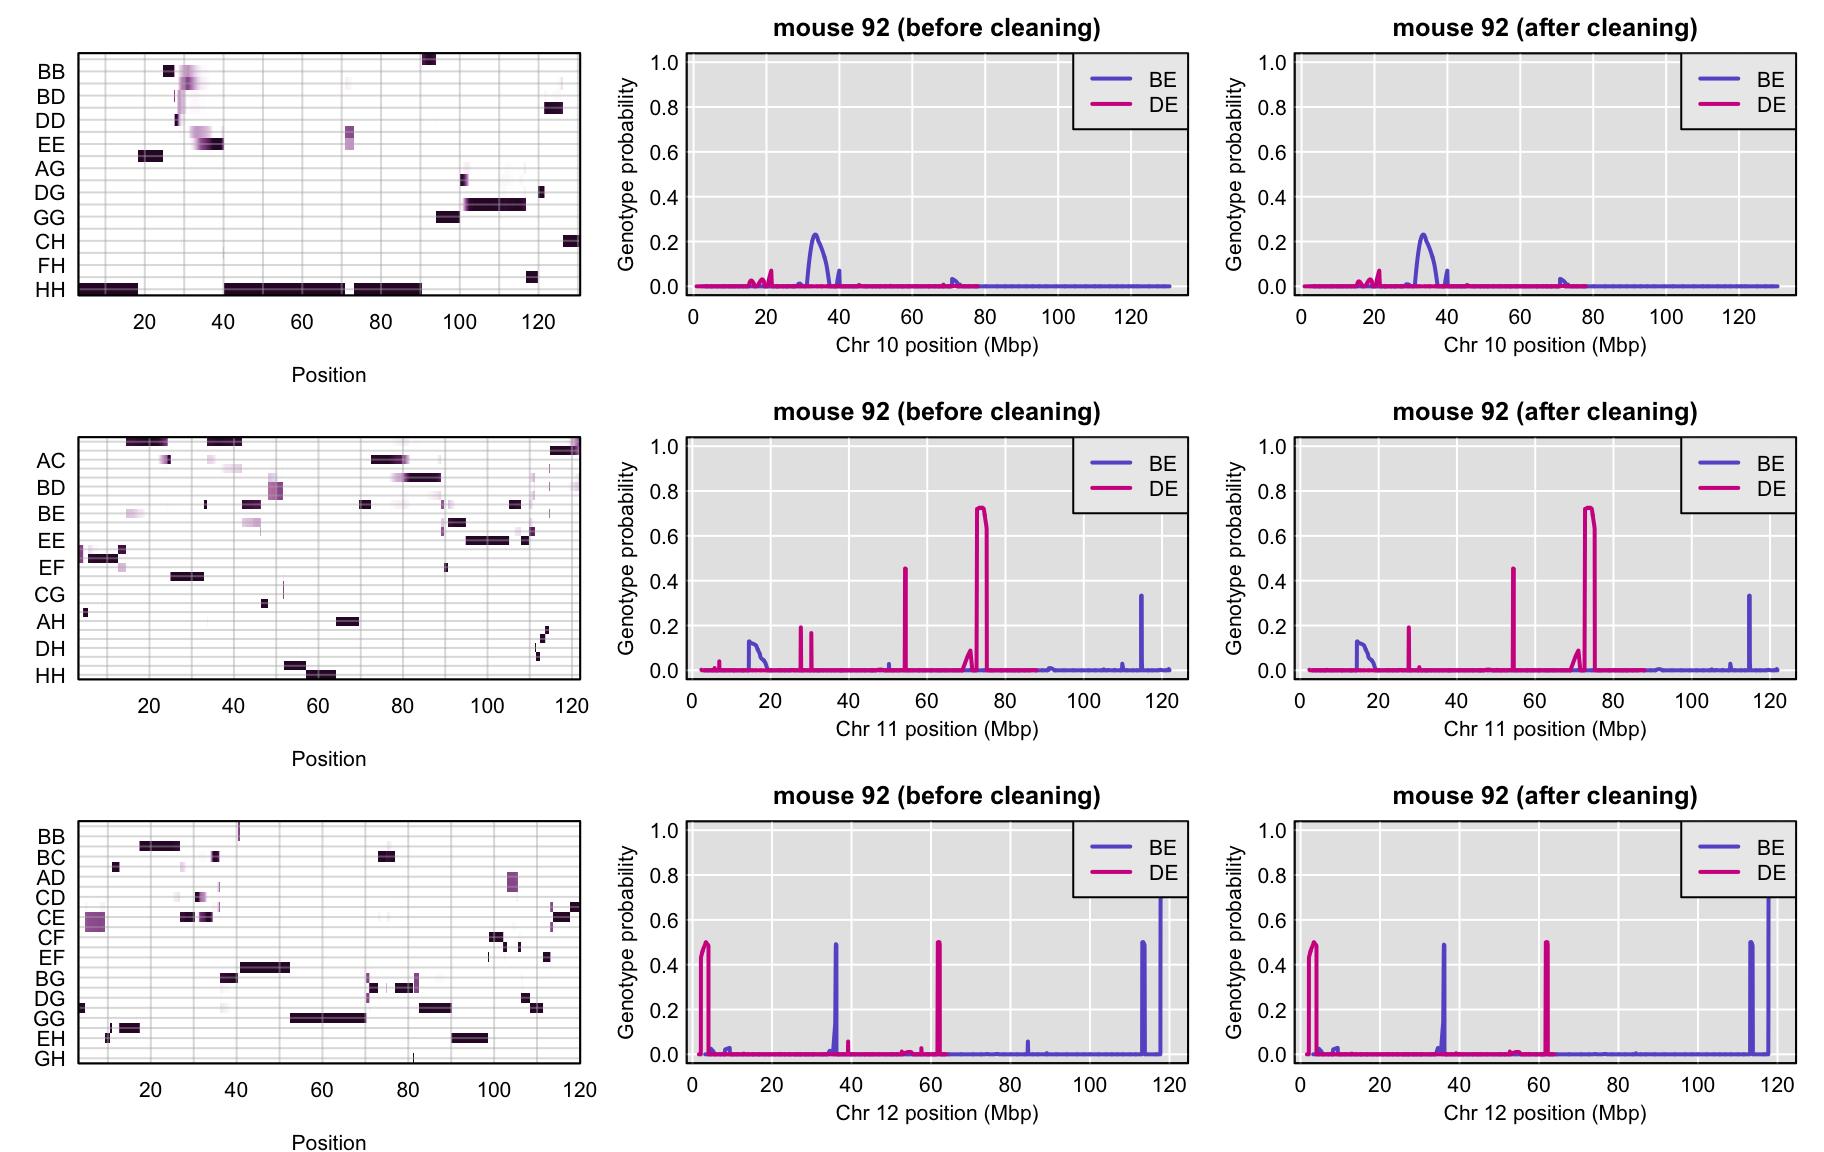 mouse 92 (before cleaning)
mouse 92 (after cleaning)
BB
BD
DD
EE
AG
DG
GG
CH
FH
HH
20 40 60 80 100 120
Position
Genotype probability
1.0
0.8
0.6
0.4
0.2
0.0
BE
DE
0 20 40 60 80 100 120
Chr 10 position (Mbp)
Genotype probability
1.0
0.8
0.6
0.4
0.2
0.0
BE
DE
0 20 40 60 80 100 120
Chr 10 position (Mbp)
mouse 92 (before cleaning)
mouse 92 (after cleaning)
AC
BD
BE
EE
EF
CG
AH
DH
HH
20 40 60 80 100 120
Position
Genotype probability
1.0
0.8
0.6
0.4
0.2
0.0
BE
DE
0 20 40 60 80 100 120
Chr 11 position (Mbp)
Genotype probability
1.0
0.8
0.6
0.4
0.2
0.0
BE
DE
0 20 40 60 80 100 120
Chr 11 position (Mbp)
mouse 92 (before cleaning)
mouse 92 (after cleaning)
BB
BC
AD
CD
CE
CF
EF
BG
DG
GG
EH
GH
20 40 60 80 100 120
Position
Genotype probability
1.0
0.8
0.6
0.4
0.2
0.0
BE
DE
0 20 40 60 80 100 120
Chr 12 position (Mbp)
Genotype probability
1.0
0.8
0.6
0.4
0.2
0.0
BE
DE
0 20 40 60 80 100 120
Chr 12 position (Mbp)